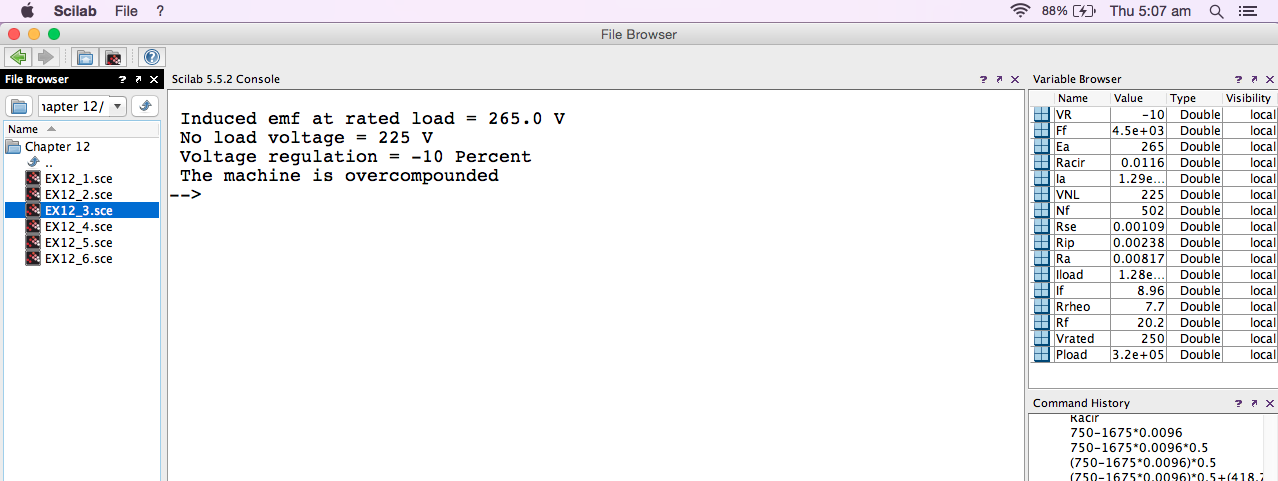 Scilab File ? 88% Thu 5:07 am
File Browser
File Browser ? Scilab 5.5.2 Console ? Variable Browser ?
hapter 12/
Name
Chapter 12
..
EX12_1.sce
EX12_2.sce
EX12_3.sce
EX12_4.sce
EX12_5.sce
EX12_6.sce
Induced emf at rated load = 265.0 V
No load voltage = 225 V
Voltage regulation = -10 Percent
The machine is overcompounded
-->
Name Value Type Visibility
VR -10 Double local
Ff 4.5e+03 Double local
Ea 265 Double local
Racir 0.0116 Double local
Ia 1.29e... Double local
VNL 225 Double local
Nf 502 Double local
Rse 0.00109 Double local
Rip 0.00238 Double local
Ra 0.00817 Double local
Iload 1.28e... Double local
If 8.96 Double local
Rrheo 7.7 Double local
Rf 20.2 Double local
Vrated 250 Double local
Pload 3.2e+05 Double local
Command History ?
Racir
750-1675*0.0096
750-1675*0.0096*0.5
(750-1675*0.0096)*0.5
(750-1675*0.0096)*0.5+(418.7